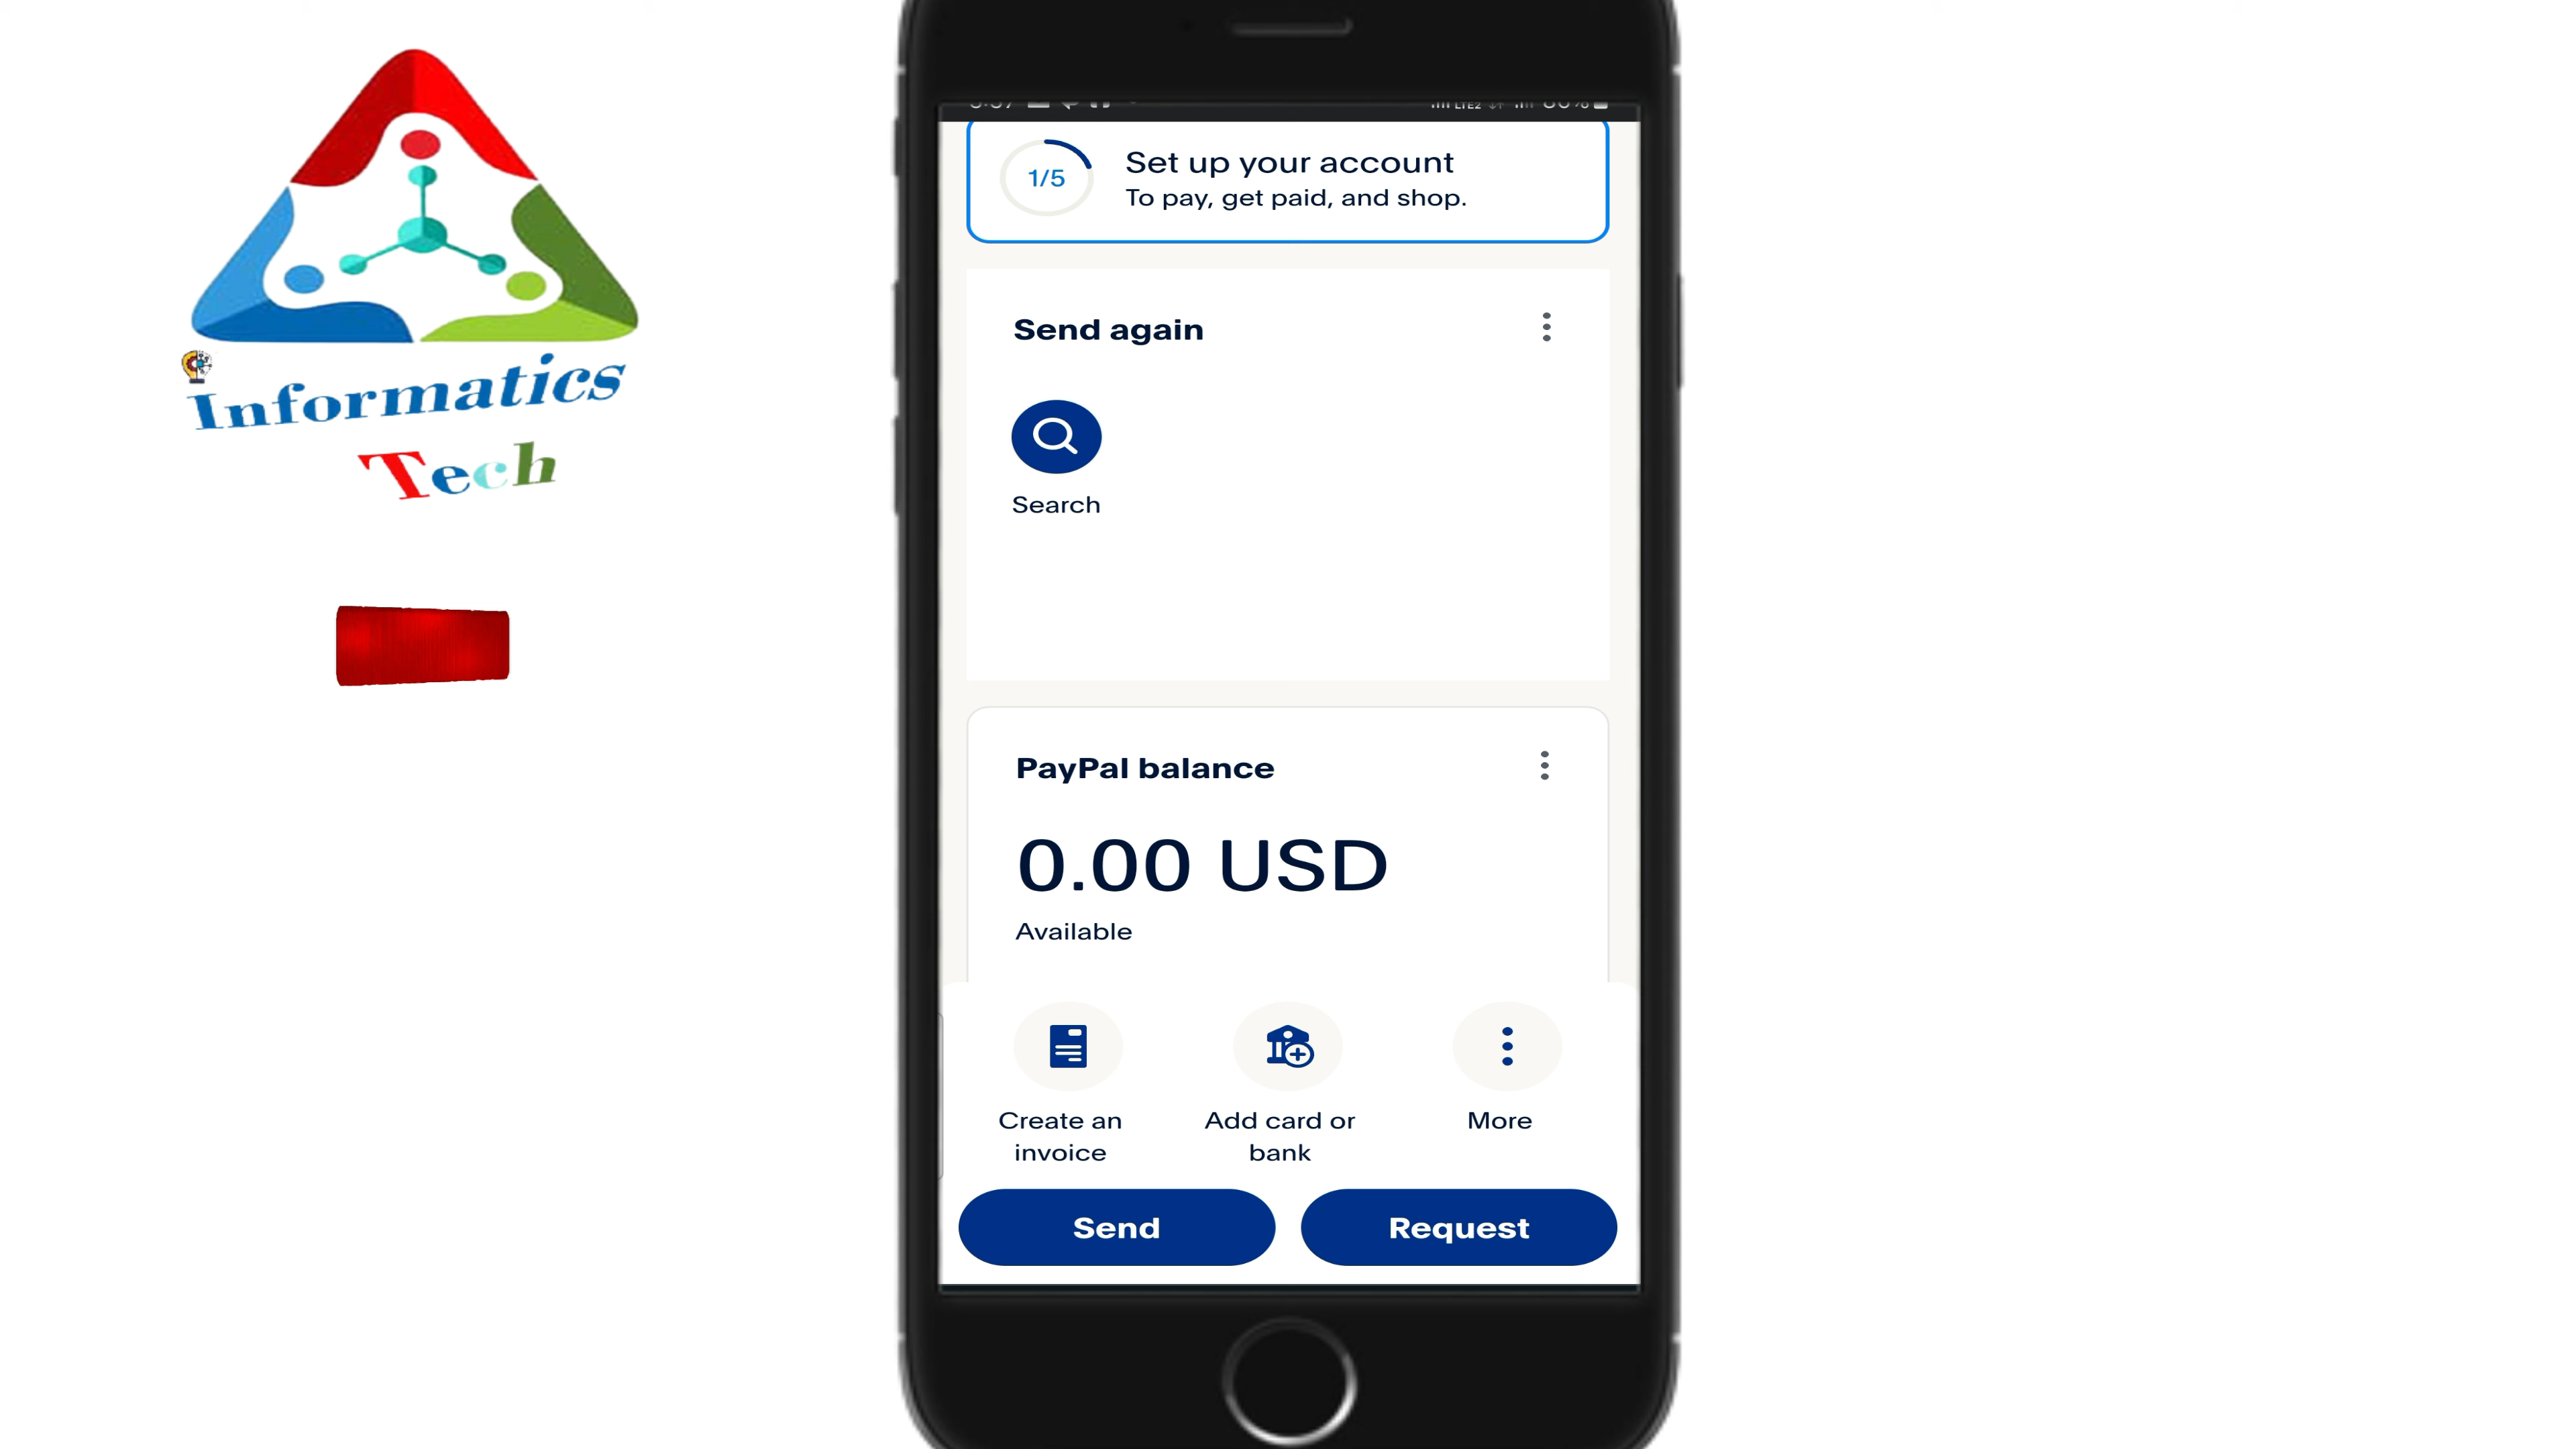 Informatics
Tech
1/5
Set up your account
To pay, get paid, and shop.
Send again
Search
PayPal balance
0.00 USD
Available
Create an
invoice
Add card or
bank
More
Send
Request